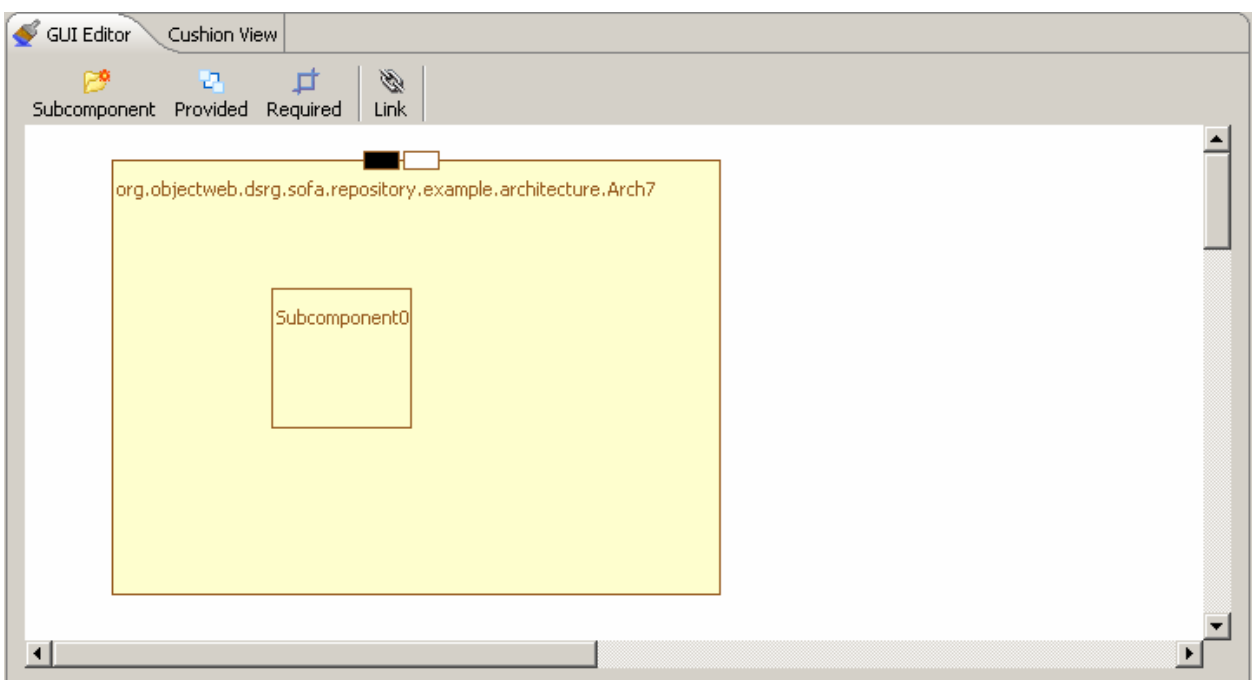 GUI Editor Cushion View
Subcomponent Provided Required Link
org.objectweb.dsrg.sofa.repository.example.architecture.Arch7
Subcomponent0